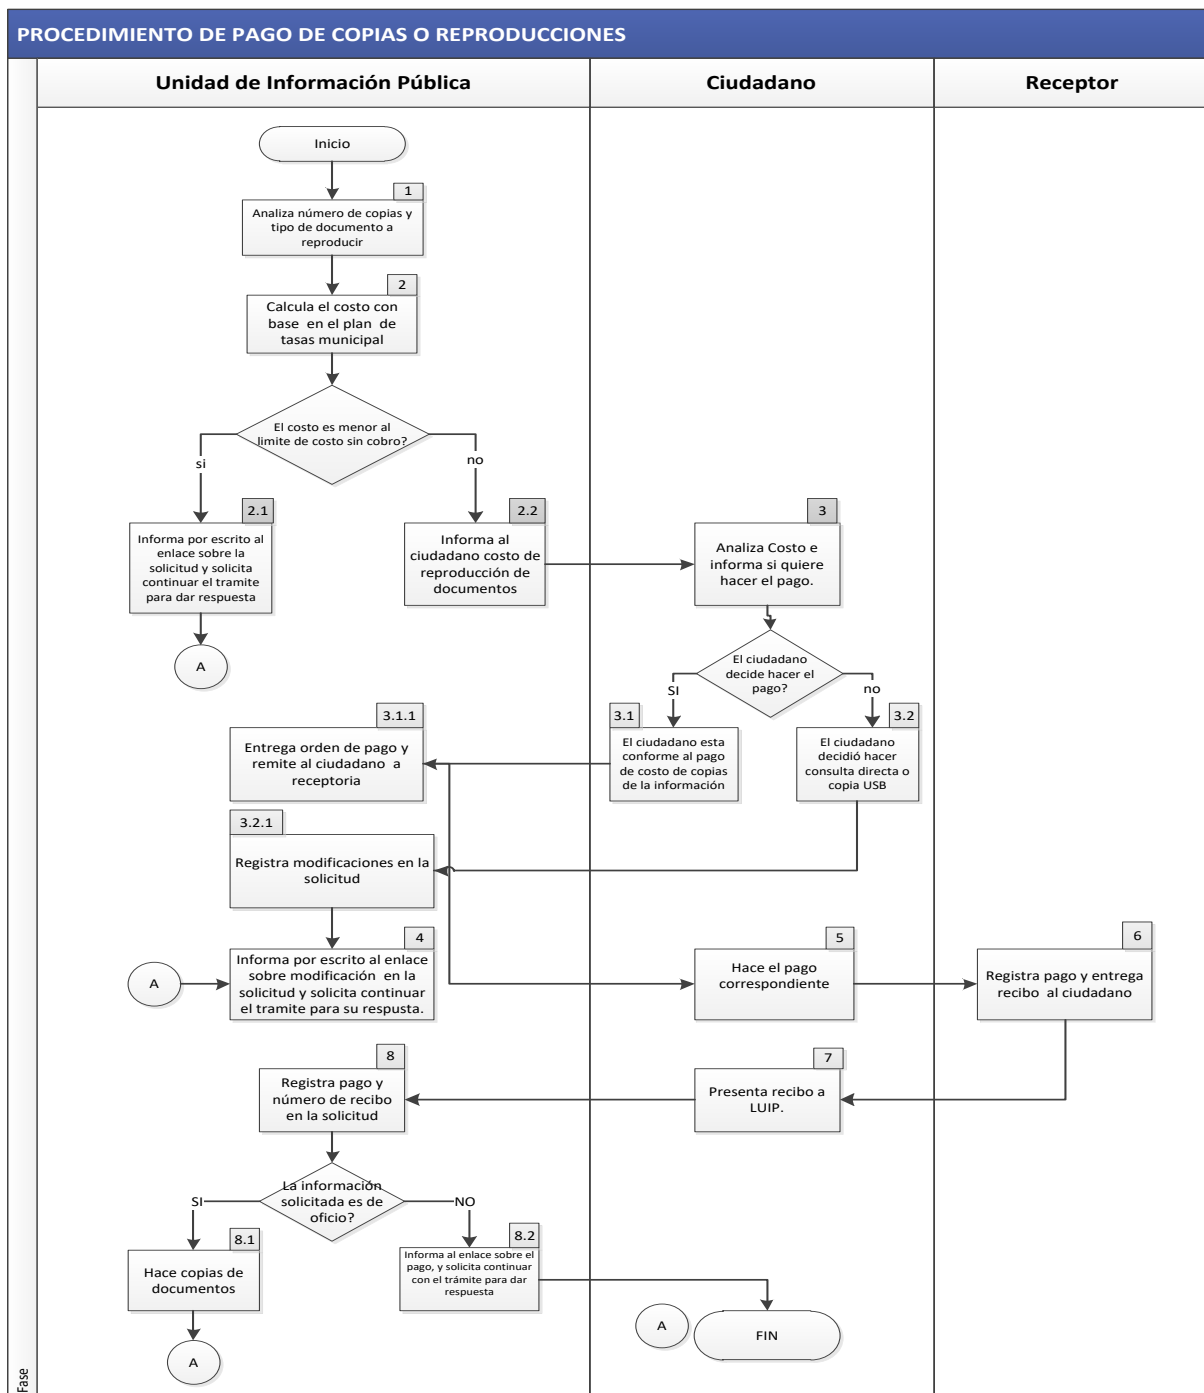 PROCEDIMIENTO DE PAGO DE COPIAS O REPRODUCCIONES
Unidad de Información Pública
Ciudadano
Receptor
Inicio
1
Analiza número de copias y
tipo de documento a
reproducir
2
Calcula el costo con
base en el plan de
tasas municipal
El costo es menor al
limite de costo sin cobro?
si
no
2.1
Informa por escrito al
enlace sobre la
solicitud y solicita
continuar el tramite
para dar respuesta
A
2.2
Informa al
ciudadano costo de
reproducción de
documentos
3
Analiza Costo e
informa si quiere
hacer el pago.
El ciudadano
decide hacer el
pago?
SI
no
3.1
El ciudadano esta
conforme al pago
de costo de copias
de la información
3.2
El ciudadano
decidió hacer
consulta directa o
copia USB
3.1.1
Entrega orden de pago y
remite al ciudadano a
receptoria
3.2.1
Registra modificaciones en la
solicitud
A
4
Informa por escrito al enlace
sobre modificación en la
solicitud y solicita continuar
el tramite para su respusta.
5
Hace el pago
correspondiente
6
Registra pago y entrega
recibo al ciudadano
7
Presenta recibo a
LUIP.
8
Registra pago y
número de recibo
en la solicitud
La información
solicitada es de
oficio?
SI
NO
8.1
Hace copias de
documentos
A
8.2
Informa al enlace sobre el
pago, y solicita continuar
con el trámite para dar
respuesta
A
FIN
Fase